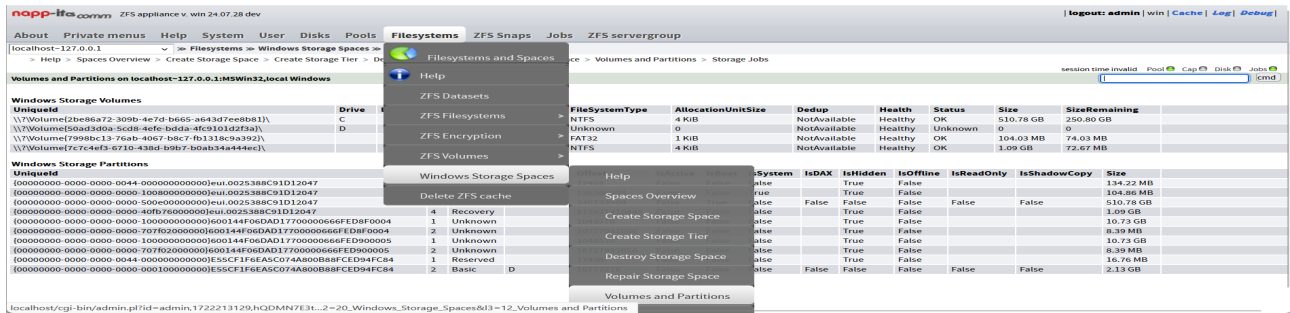 napp-it cs comm ZFS appliance v. win 24.07.28 dev | logout: admin | win | Cache | Log | Debug |
About Private menus Help System User Disks Pools Filesystems ZFS Snaps Jobs ZFS servergroup
localhost-127.0.0.1 >> Filesystems >> Windows Storage Spaces >>
> Help > Spaces Overview > Create Storage Space > Create Storage Tier > > Volumes and Partitions > Storage Jobs
session time invalid Pool Cap Disk Jobs
Volumes and Partitions on localhost-127.0.0.1:MSWin32,local Windows cmd
Filesystems and Spaces
Help
ZFS Datasets
ZFS Filesystems >
ZFS Encryption >
ZFS Volumes >
Windows Storage Spaces
Delete ZFS cache
Help
Spaces Overview
Create Storage Space
Create Storage Tier
Destroy Storage Space
Repair Storage Space
Volumes and Partitions
Windows Storage Volumes
UniqueId Drive FileSystemType AllocationUnitSize Dedup Health Status Size SizeRemaining
\\?\Volume{2be86a72-309b-4e7d-b665-a643d7ee8b81}\ C NTFS 4 KiB NotAvailable Healthy OK 510.78 GB 250.80 GB
\\?\Volume{50ad3d0a-5cd8-4efe-bdda-4fc9101d2f3a}\ D Unknown 0 NotAvailable Healthy Unknown 0 0
\\?\Volume{7998bc13-76ab-4067-b8c7-fb1318c9a392}\ FAT32 1 KiB NotAvailable Healthy OK 104.03 MB 74.03 MB
\\?\Volume{7c7c4ef3-6710-438d-b9b7-b0ab34a444ec}\ NTFS 4 KiB NotAvailable Healthy OK 1.09 GB 72.67 MB
Windows Storage Partitions
UniqueId IsSystem IsDAX IsHidden IsOffline IsReadOnly IsShadowCopy Size
{00000000-0000-0000-0044-000000000000}eui.0025388C91D12047 True False 134.22 MB
{00000000-0000-0000-0000-10800000000}eui.0025388C91D12047 True False 104.86 MB
{00000000-0000-0000-0000-500e00000000}eui.0025388C91D12047 False False False False False 510.78 GB
{00000000-0000-0000-0000-40fb76000000}eui.0025388C91D12047 4 Recovery True False 1.09 GB
{00000000-0000-0000-0000-100000000000}600144F06DAD17700000666FED8F0004 1 Unknown True False 10.73 GB
{00000000-0000-0000-0000-707f02000000}600144F06DAD17700000666FED8F0004 2 Unknown True False 8.39 MB
{00000000-0000-0000-0000-100000000000}600144F06DAD17700000666FED900005 1 Unknown True False 10.73 GB
{00000000-0000-0000-0000-707f02000000}600144F06DAD17700000666FED900005 2 Unknown True False 8.39 MB
{00000000-0000-0000-0044-000000000000}E55CF1F6EA5C074A800B88FCED94FC84 1 Reserved True False 16.76 MB
{00000000-0000-0000-0000-000100000000}E55CF1F6EA5C074A800B88FCED94FC84 2 Basic D False False False False False 2.13 GB
localhost/cgi-bin/admin.pl?id=admin,1722213129,hQDMN7E3t...2=20_Windows_Storage_Spaces&l3=12_Volumes and Partitions